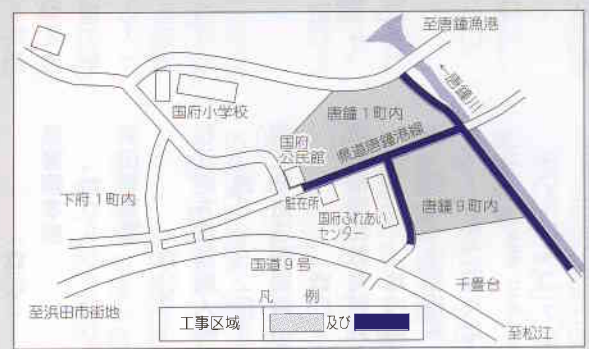 至唐鐘漁港
←唐鐘川
国府小学校
唐鐘1町内
国府
公民館
県道唐鐘港線
下府1町内
駐在所
国府ふれあい
センター
唐鐘9町内
国道9号
千畳台
至浜田市街地
凡 例
工事区域 及び
至松江